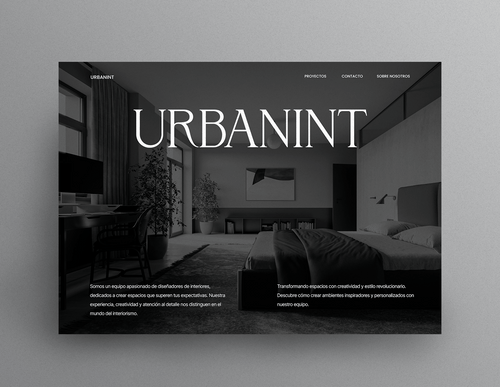 URBANINT
PROYECTOS CONTACTO SOBRE NOSOTROS
URBANINT
Somos un equipo apasionado de diseñadores de interiores,
dedicados a crear espacios que superen tus expectativas. Nuestra
experiencia, creatividad y atención al detalle nos distinguen en el
mundo del interiorismo.
Transformando espacios con creatividad y estilo revolucionario.
Descubre cómo crear ambientes inspiradores y personalizados con
nuestro equipo.